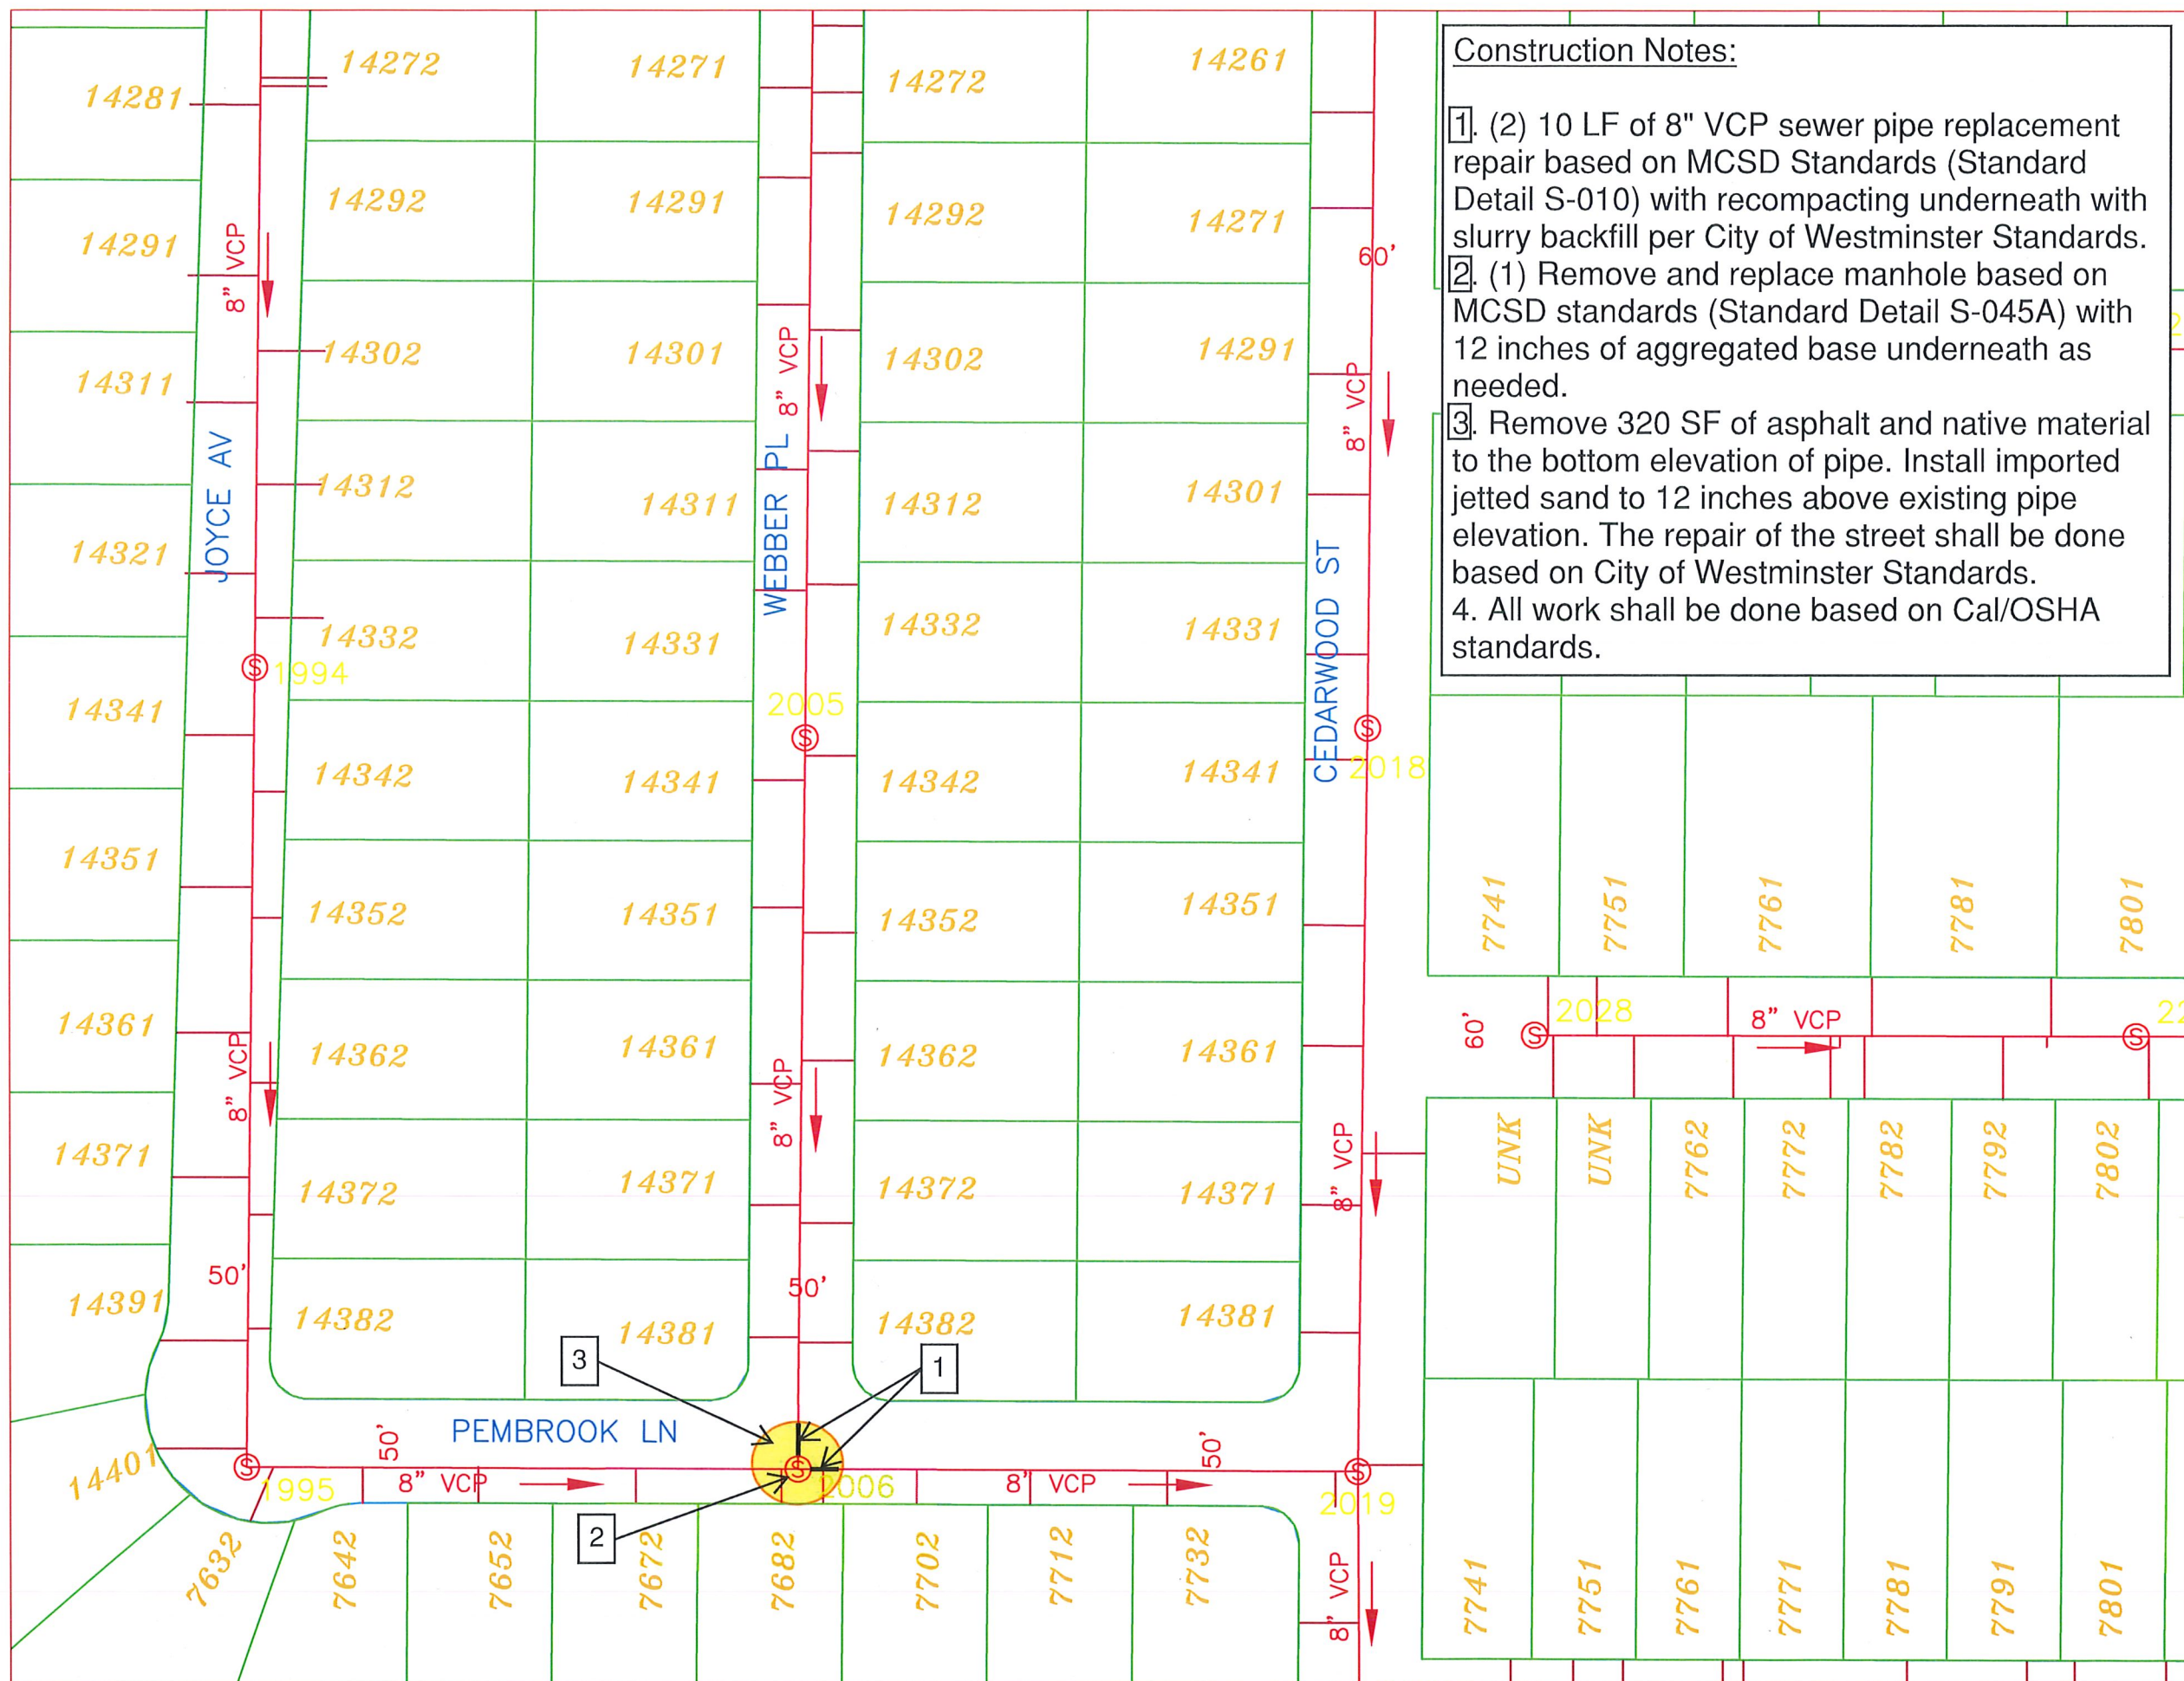 Construction Notes:
1. (2) 10 LF of 8" VCP sewer pipe replacement
repair based on MCSD Standards (Standard
Detail S-010) with recompacting underneath with
slurry backfill per City of Westminster Standards.
2. (1) Remove and replace manhole based on
MCSD standards (Standard Detail S-045A) with
12 inches of aggregated base underneath as
needed.
3. Remove 320 SF of asphalt and native material
to the bottom elevation of pipe. Install imported
jetted sand to 12 inches above existing pipe
elevation. The repair of the street shall be done
based on City of Westminster Standards.
4. All work shall be done based on Cal/OSHA
standards.
14281
14291
14311
14321
14341
14351
14361
14371
14391
14401
JOYCE AV
8" VCP
8" VCP
50'
S
1994
S
1995
14272
14292
14302
14312
14332
14342
14352
14362
14372
14382
14271
14291
14301
14311
14331
14341
14351
14361
14371
14381
WEBBER PL
8" VCP
8" VCP
50'
2005
S
14272
14292
14302
14312
14332
14342
14352
14362
14372
14382
14261
14271
14291
14301
14331
14341
14351
14361
14371
14381
CEDARWOOD ST
60'
8" VCP
S
2018
8" VCP
8" VCP
3
1
2
PEMBROOK LN
50'
8" VCP
S
2006
8" VCP
50'
S
2019
7632
7642
7652
7672
7682
7702
7712
7732
7741
7751
7761
7781
7801
60'
S
2028
8" VCP
S
UNK
UNK
7762
7772
7782
7792
7802
7741
7751
7761
7771
7781
7791
7801